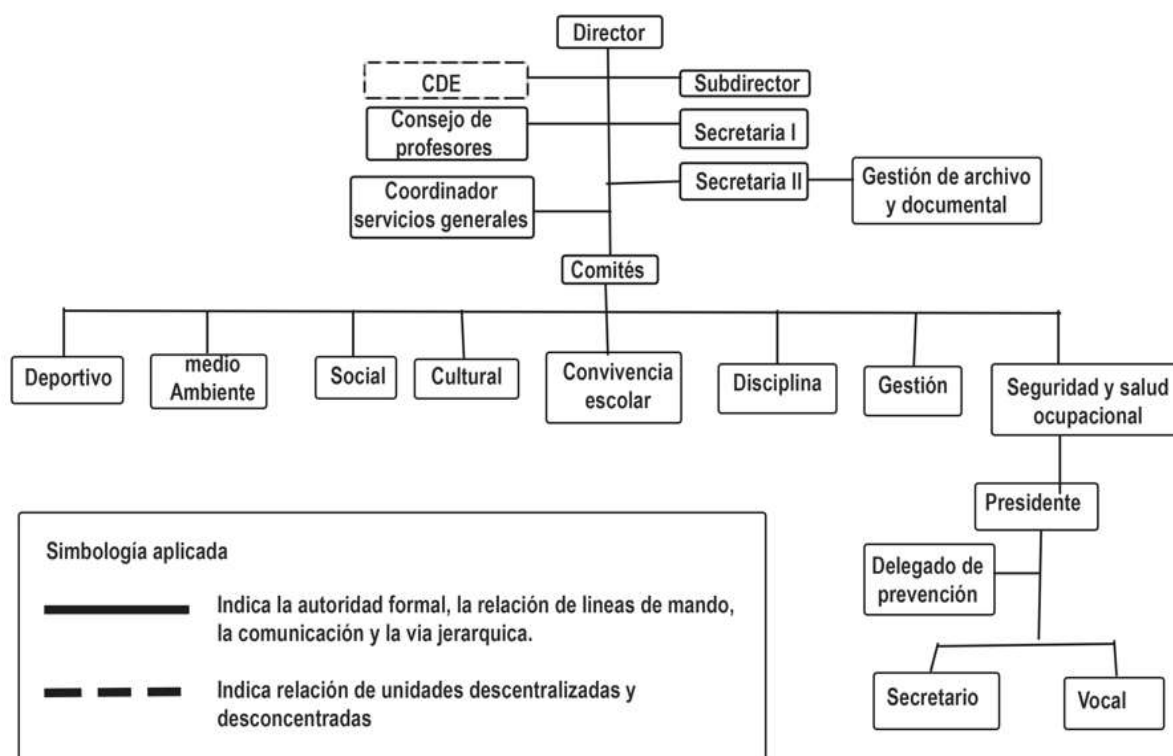 Director
CDE
Subdirector
Consejo de
profesores
Secretaria I
Secretaria II
Gestión de archivo
y documental
Coordinador
servicios generales
Comités
Deportivo
medio
Ambiente
Social
Cultural
Convivencia
escolar
Disciplina
Gestión
Seguridad y salud
ocupacional
Presidente
Delegado de
prevención
Secretario
Vocal
Simbología aplicada
Indica la autoridad formal, la relación de lineas de mando,
la comunicación y la via jerarquica.
Indica relación de unidades descentralizadas y
desconcentradas